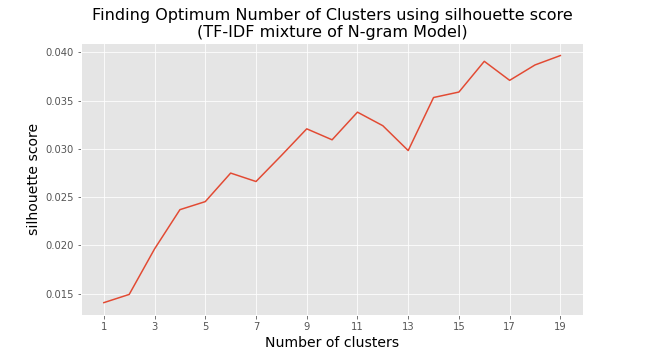 Finding Optimum Number of Clusters using silhouette score
(TF-IDF mixture of N-gram Model)
0.040
0.035
0.030
0.025
0.020
0.015
silhouette score
1 3 5 7 9 11 13 15 17 19
Number of clusters